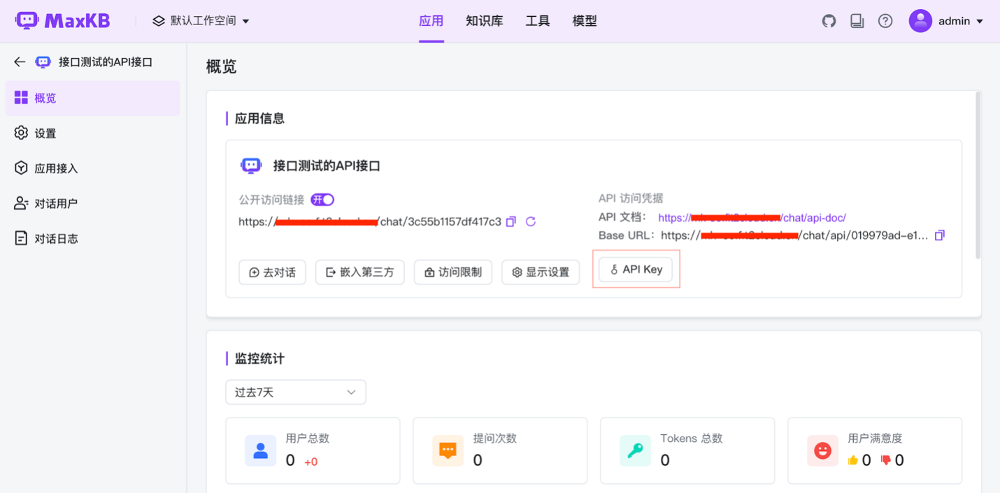 MaxKB
默认工作空间
应用
知识库
工具
模型
admin
接口测试的API接口
概览
设置
应用接入
对话用户
对话日志
概览
应用信息
接口测试的API接口
公开访问链接 开
https:// /chat/3c55b1157df417c3
去对话
嵌入第三方
访问限制
显示设置
API 访问凭据
API 文档： https:// /chat/api-doc/
Base URL：https:// /chat/api/019979ad-e1...
API Key
监控统计
过去7天
用户总数
0 +0
提问次数
0
Tokens 总数
0
用户满意度
0 0